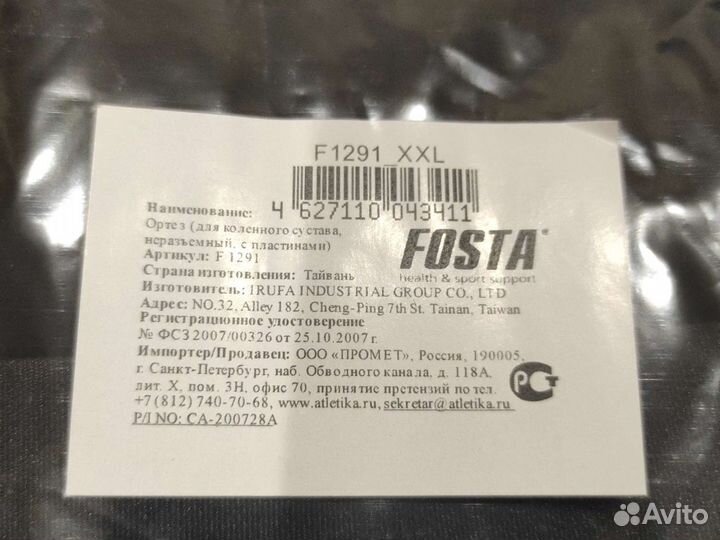 F1291_XXL
4 627110 043411
Наименование:
Ортез (для коленного сустава,
неразъемный, с пластинами)
Артикул: F 1291
FOSTA®
health & sport support
Страна изготовления: Тайвань
Изготовитель: IRUFA INDUSTRIAL GROUP CO., LTD
Адрес: NO.32, Alley 182, Cheng-Ping 7th St. Tainan, Taiwan
Регистрационное удостоверение
№ ФСЗ 2007/00326 от 25.10.2007 г.
Импортер/Продавец: ООО «ПРОМЕТ», Россия, 190005,
г. Санкт-Петербург, наб. Обводного канала, д. 118А,
лит. Х, пом. 3Н, офис 70, принятие претензий по тел.
+7 (812) 740-70-68, www.atletika.ru, sekretar@atletika.ru
P/I NO: CA-200728A
РСТ
Avito